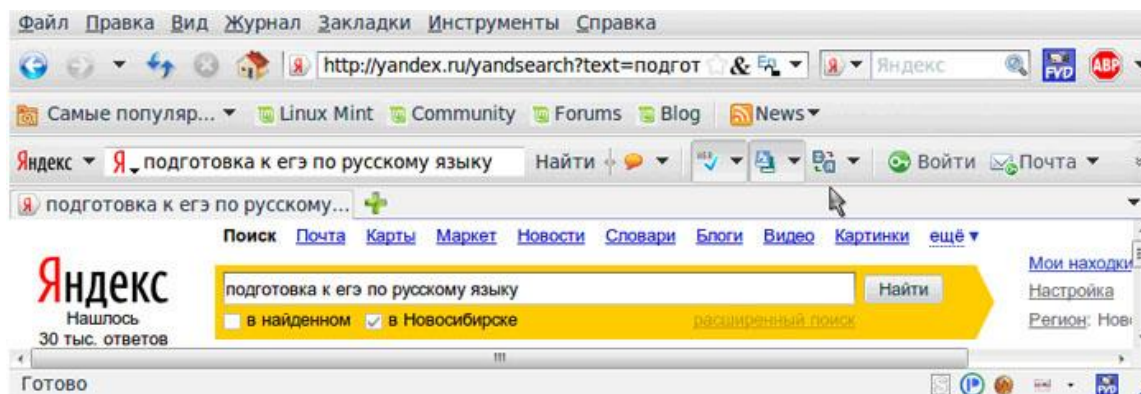 Файл Правка Вид Журнал Закладки Инструменты Справка
Я http://yandex.ru/yandsearch?text=подгот & Я Яндекс FVD ABP
Самые популяр... Linux Mint Community Forums Blog News
Яндекс Я подготовка к егэ по русскому языку Найти Войти Почта
Я подготовка к егэ по русскому...
Поиск Почта Карты Маркет Новости Словари Блоги Видео Картинки ещё
Мои находки
Яндекс подготовка к егэ по русскому языку Найти Настройка
Нашлось в найденном в Новосибирске расширенный поиск Регион: Ново
30 тыс. ответов
Готово FVD